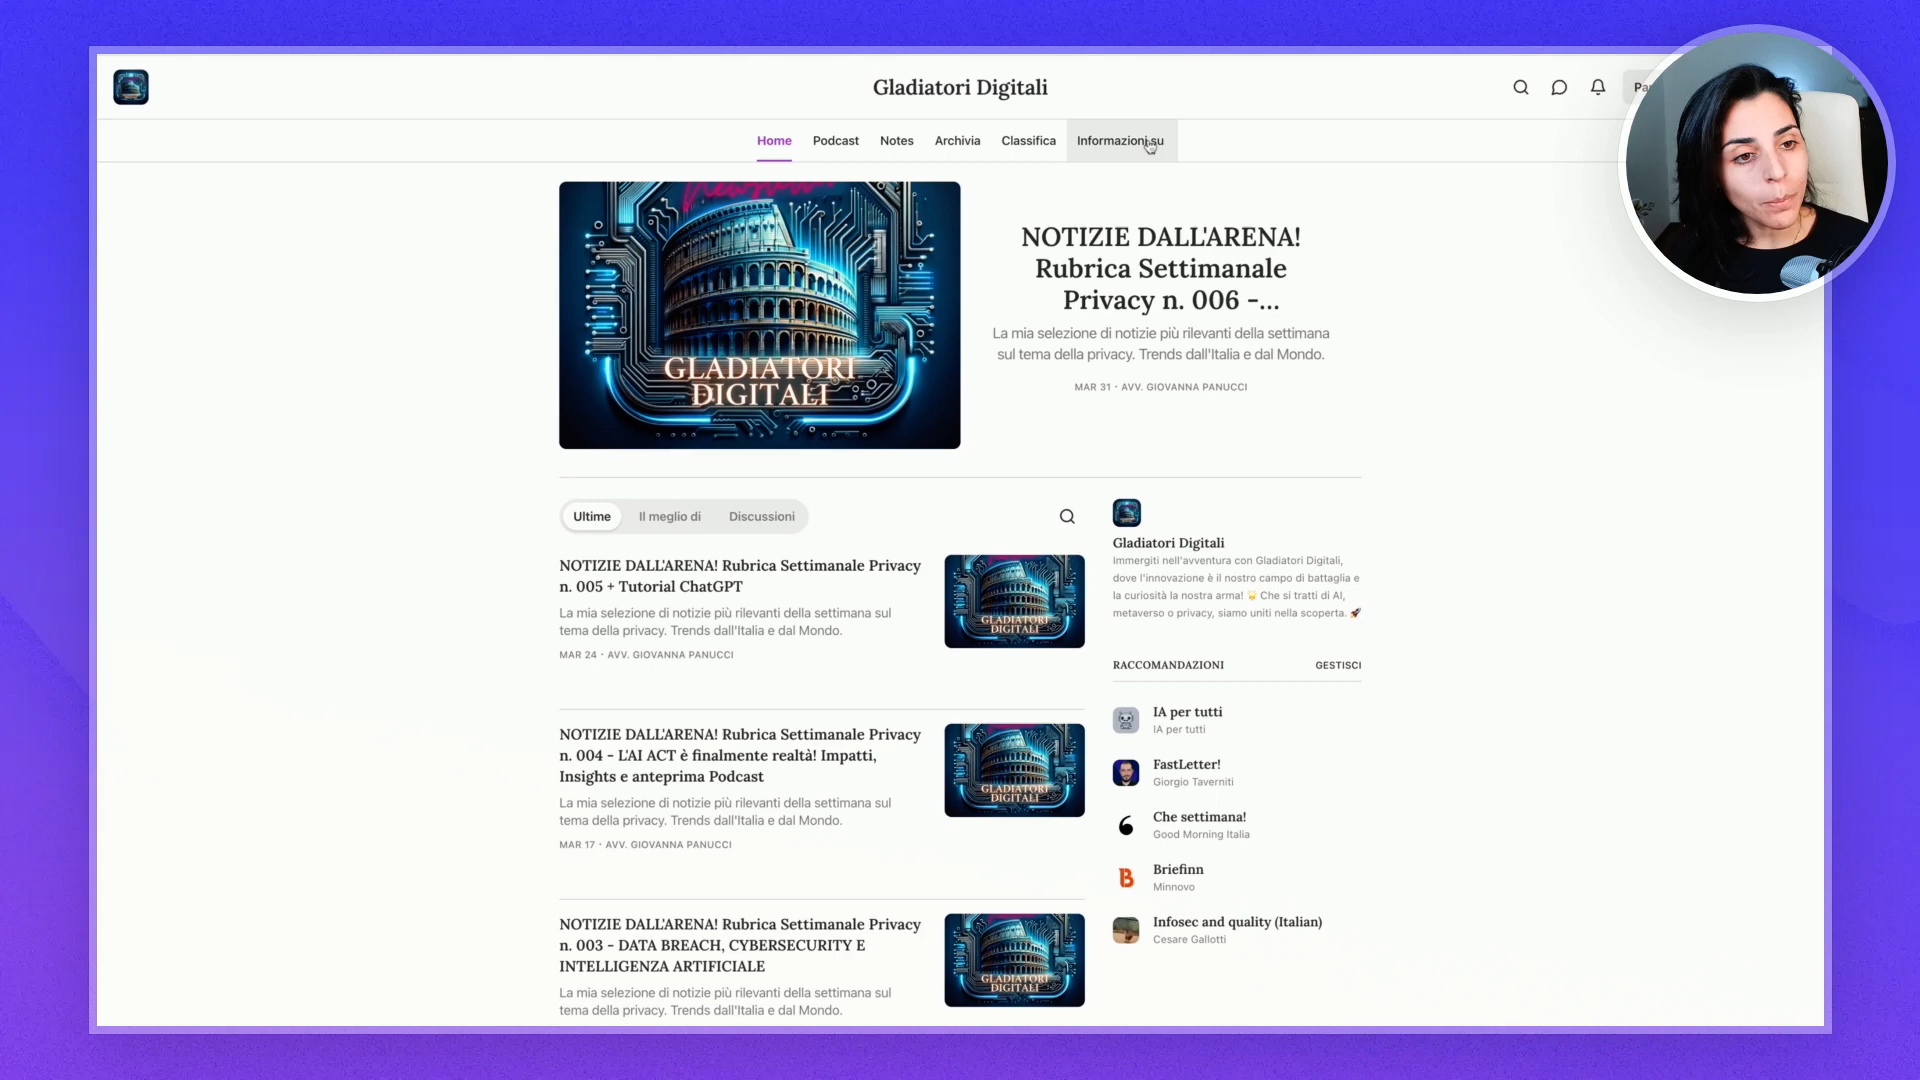 Gladiatori Digitali
Home
Podcast
Notes
Archivia
Classifica
Informazioni su
GLADIATORI
DIGITALI
NOTIZIE DALL'ARENA!
Rubrica Settimanale
Privacy n. 006 -...
La mia selezione di notizie più rilevanti della settimana
sul tema della privacy. Trends dall'Italia e dal Mondo.
MAR 31 · AVV. GIOVANNA PANUCCI
Ultime
Il meglio di
Discussioni
NOTIZIE DALL'ARENA! Rubrica Settimanale Privacy
n. 005 + Tutorial ChatGPT
La mia selezione di notizie più rilevanti della settimana sul
tema della privacy. Trends dall'Italia e dal Mondo.
MAR 24 · AVV. GIOVANNA PANUCCI
GLADIATORI
DIGITALI
NOTIZIE DALL'ARENA! Rubrica Settimanale Privacy
n. 004 - L'AI ACT è finalmente realtà! Impatti,
Insights e anteprima Podcast
La mia selezione di notizie più rilevanti della settimana sul
tema della privacy. Trends dall'Italia e dal Mondo.
MAR 17 · AVV. GIOVANNA PANUCCI
GLADIATORI
DIGITALI
NOTIZIE DALL'ARENA! Rubrica Settimanale Privacy
n. 003 - DATA BREACH, CYBERSECURITY E
INTELLIGENZA ARTIFICIALE
La mia selezione di notizie più rilevanti della settimana sul
tema della privacy. Trends dall'Italia e dal Mondo.
GLADIATORI
DIGITALI
Gladiatori Digitali
Immergiti nell'avventura con Gladiatori Digitali,
dove l'innovazione è il nostro campo di battaglia e
la curiosità la nostra arma! 🌟 Che si tratti di AI,
metaverso o privacy, siamo uniti nella scoperta. 🚀
RACCOMANDAZIONI
GESTISCI
IA per tutti
IA per tutti
FastLetter!
Giorgio Taverniti
Che settimana!
Good Morning Italia
Briefinn
Minnovo
Infosec and quality (Italian)
Cesare Gallotti